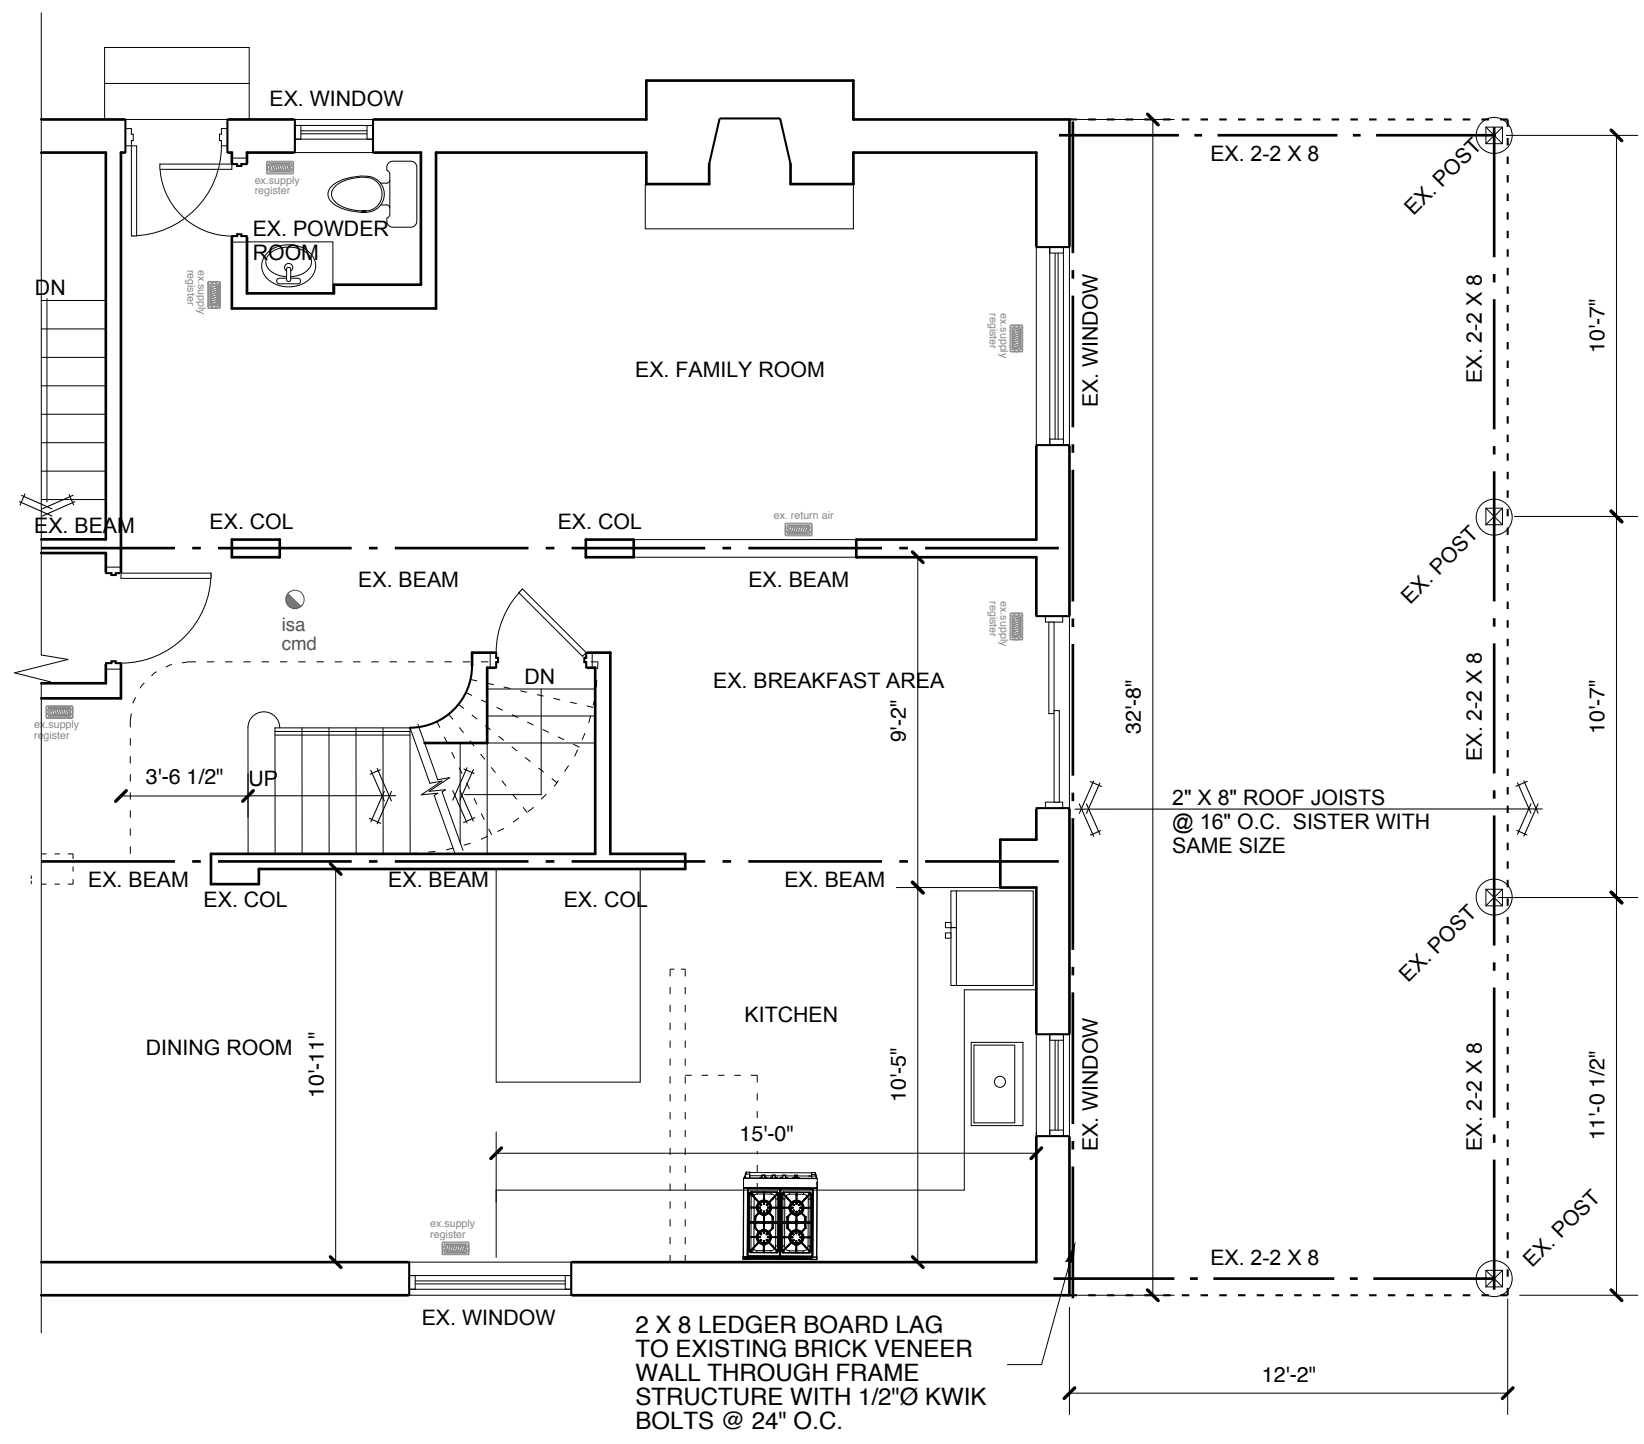 EX. WINDOW
EX. 2-2 X 8
EX. POST
ex.supply
register
EX. POWDER
ROOM
ex.supply
register
DN
EX. WINDOW
EX. 2-2 X 8
10'-7"
ex.supply
register
EX. FAMILY ROOM
EX. BEAM
EX. COL
EX. COL
ex. return air
EX. POST
EX. BEAM
EX. BEAM
isa
cmd
ex.supply
register
DN
EX. BREAKFAST AREA
9'-2"
32'-8"
EX. 2-2 X 8
10'-7"
ex.supply
register
3'-6 1/2"
UP
2" X 8" ROOF JOISTS
@ 16" O.C.  SISTER WITH
SAME SIZE
EX. BEAM
EX. BEAM
EX. BEAM
EX. COL
EX. COL
EX. POST
KITCHEN
DINING ROOM
10'-11"
10'-5"
EX. WINDOW
EX. 2-2 X 8
11'-0 1/2"
15'-0"
ex.supply
register
EX. POST
EX. 2-2 X 8
EX. WINDOW
2 X 8 LEDGER BOARD LAG
TO EXISTING BRICK VENEER
WALL THROUGH FRAME
STRUCTURE WITH 1/2"Ø KWIK
BOLTS @ 24" O.C.
12'-2"